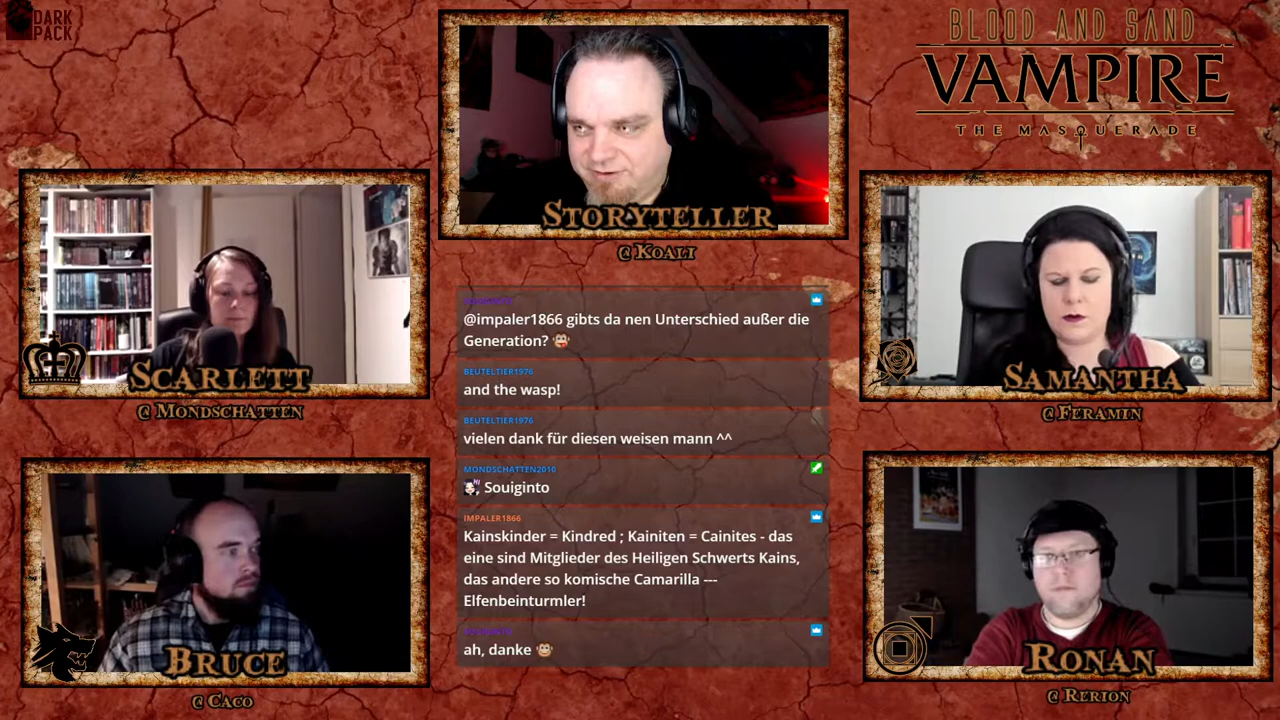 DARK
PACK
BLOOD AND SAND
VAMPIRE
THE MASQUERADE
STORYTELLER
@ KOALI
SCARLETT
@ MONDSCHATTEN
SAMANTHA
@ FERAMIN
@impaler1866 gibts da nen Unterschied außer die
Generation?
BEUTELTIER1976
and the wasp!
BEUTELTIER1976
vielen dank für diesen weisen mann ^^
MONDSCHATTEN2010
, Souiginto
IMPALER1866
Kainskinder = Kindred ; Kainiten = Cainites - das
eine sind Mitglieder des Heiligen Schwerts Kains,
das andere so komische Camarilla ---
Elfenbeinturmler!
ah, danke
BRUCE
@ CACO
RONAN
@ RERION